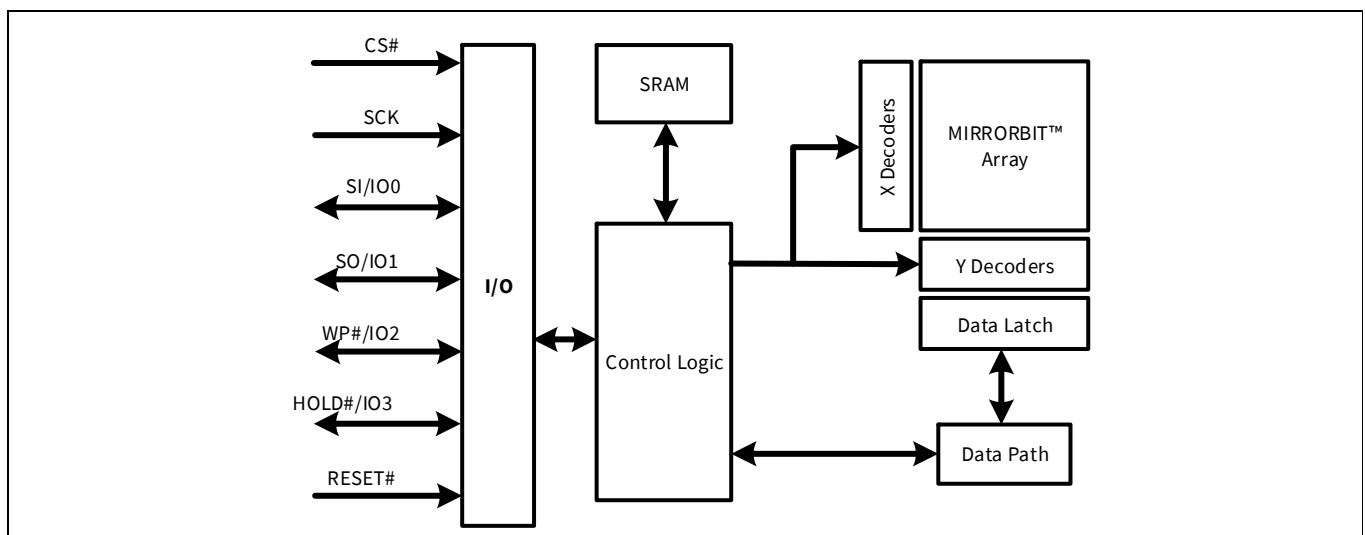 CS#
SCK
SI/IO0
SO/IO1
WP#/IO2
HOLD#/IO3
RESET#
I/O
SRAM
Control Logic
X Decoders
MIRRORBIT™
Array
Y Decoders
Data Latch
Data Path